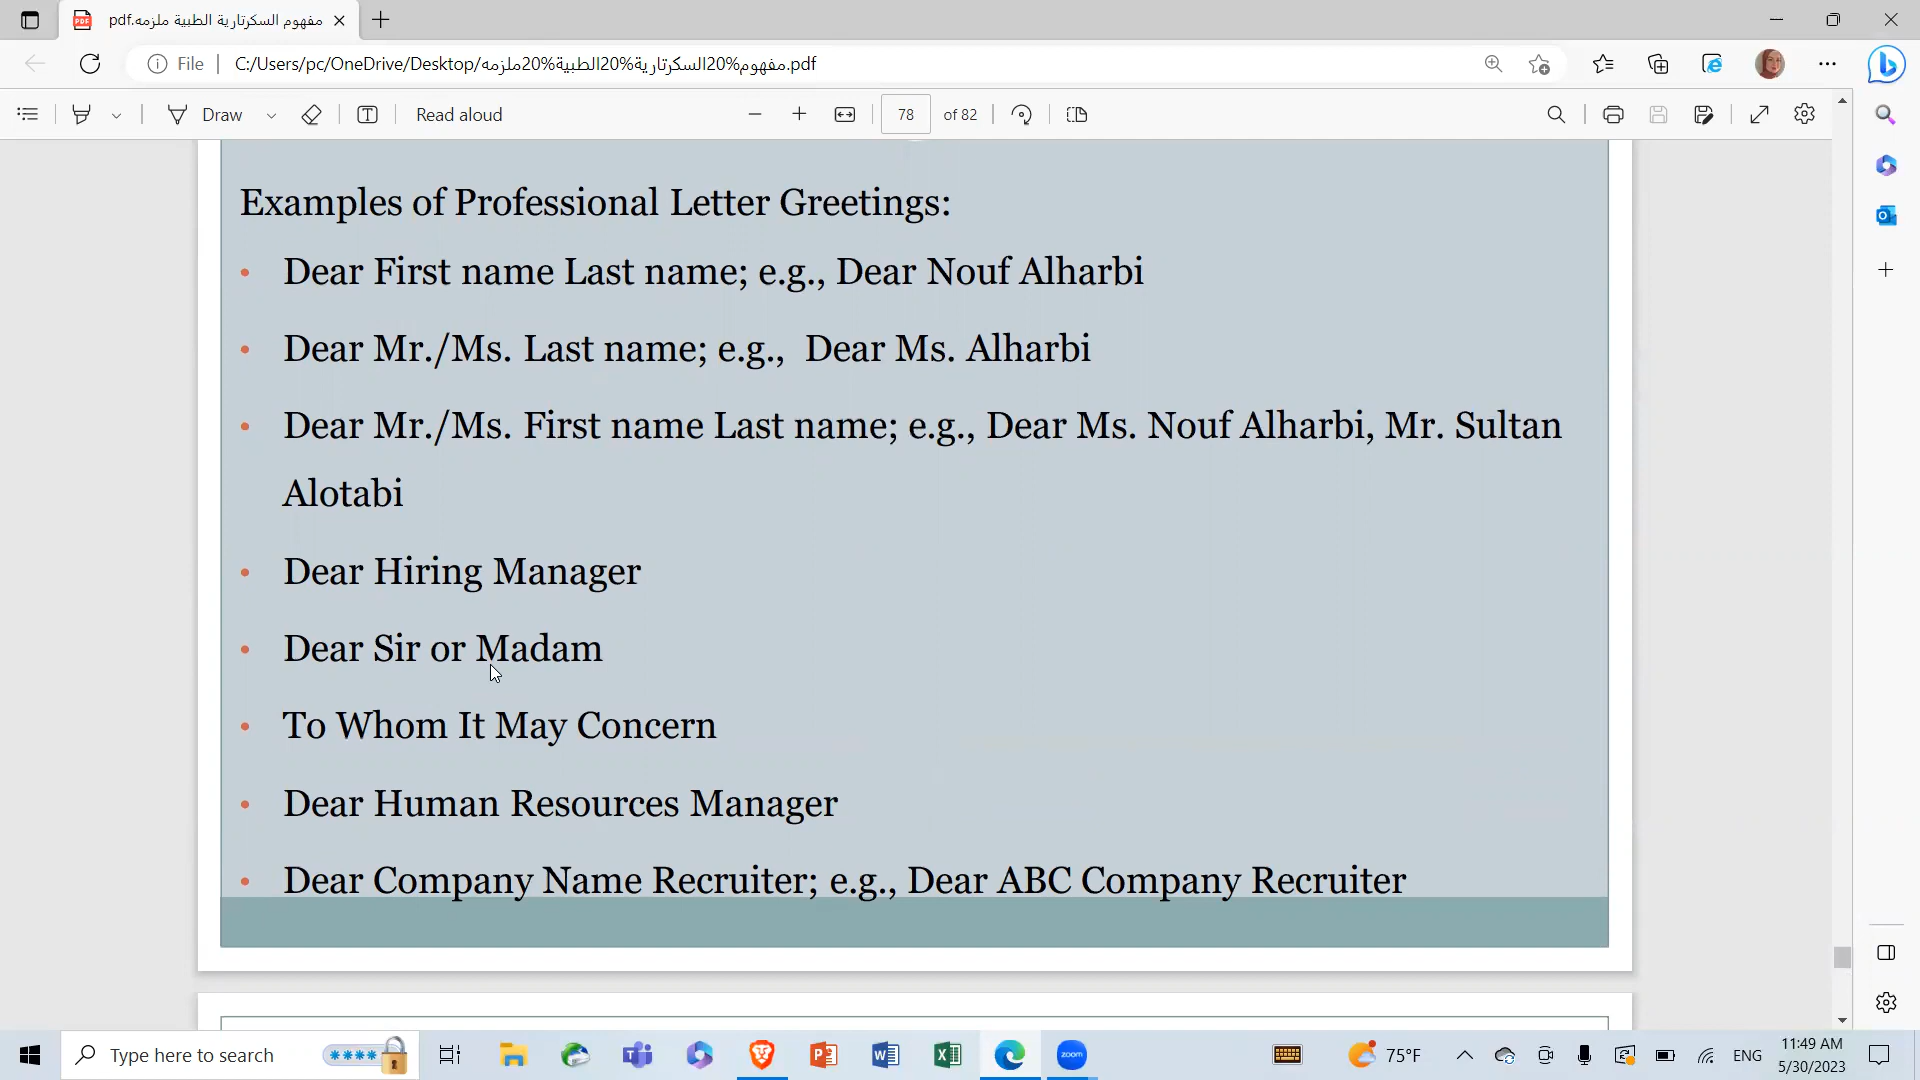 مفهوم السكرتارية الطبية ملزمه.pdf
File
C:/Users/pc/OneDrive/Desktop/مفهوم%20السكرتارية%20الطبية%20ملزمه.pdf
Draw
Read aloud
78
of 82
Examples of Professional Letter Greetings:
• Dear First name Last name; e.g., Dear Nouf Alharbi
• Dear Mr./Ms. Last name; e.g., Dear Ms. Alharbi
• Dear Mr./Ms. First name Last name; e.g., Dear Ms. Nouf Alharbi, Mr. Sultan
Alotabi
• Dear Hiring Manager
• Dear Sir or Madam
• To Whom It May Concern
• Dear Human Resources Manager
• Dear Company Name Recruiter; e.g., Dear ABC Company Recruiter
Type here to search
zoom
75°F
ENG
11:49 AM
5/30/2023